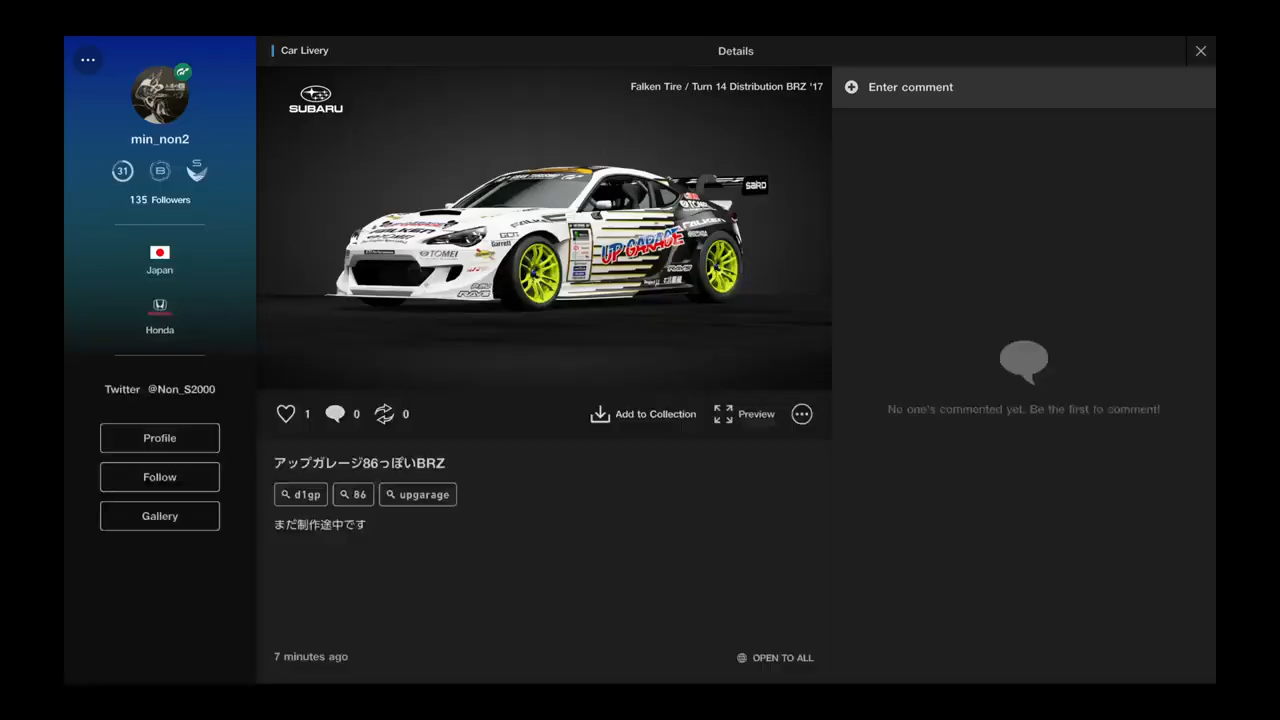 Car Livery
Details
min_non2
31
B
S
135 Followers
Japan
Honda
Twitter @Non_S2000
Profile
Follow
Gallery
SUBARU
Falken Tire / Turn 14 Distribution BRZ '17
SARD
FALKEN
TOMEI
UP GARAGE
RAYS
TOMEI
RAYS
1
0
0
Add to Collection
Preview
アップガレージ86っぽいBRZ
d1gp
86
upgarage
まだ制作途中です
7 minutes ago
OPEN TO ALL
Enter comment
No one's commented yet. Be the first to comment!